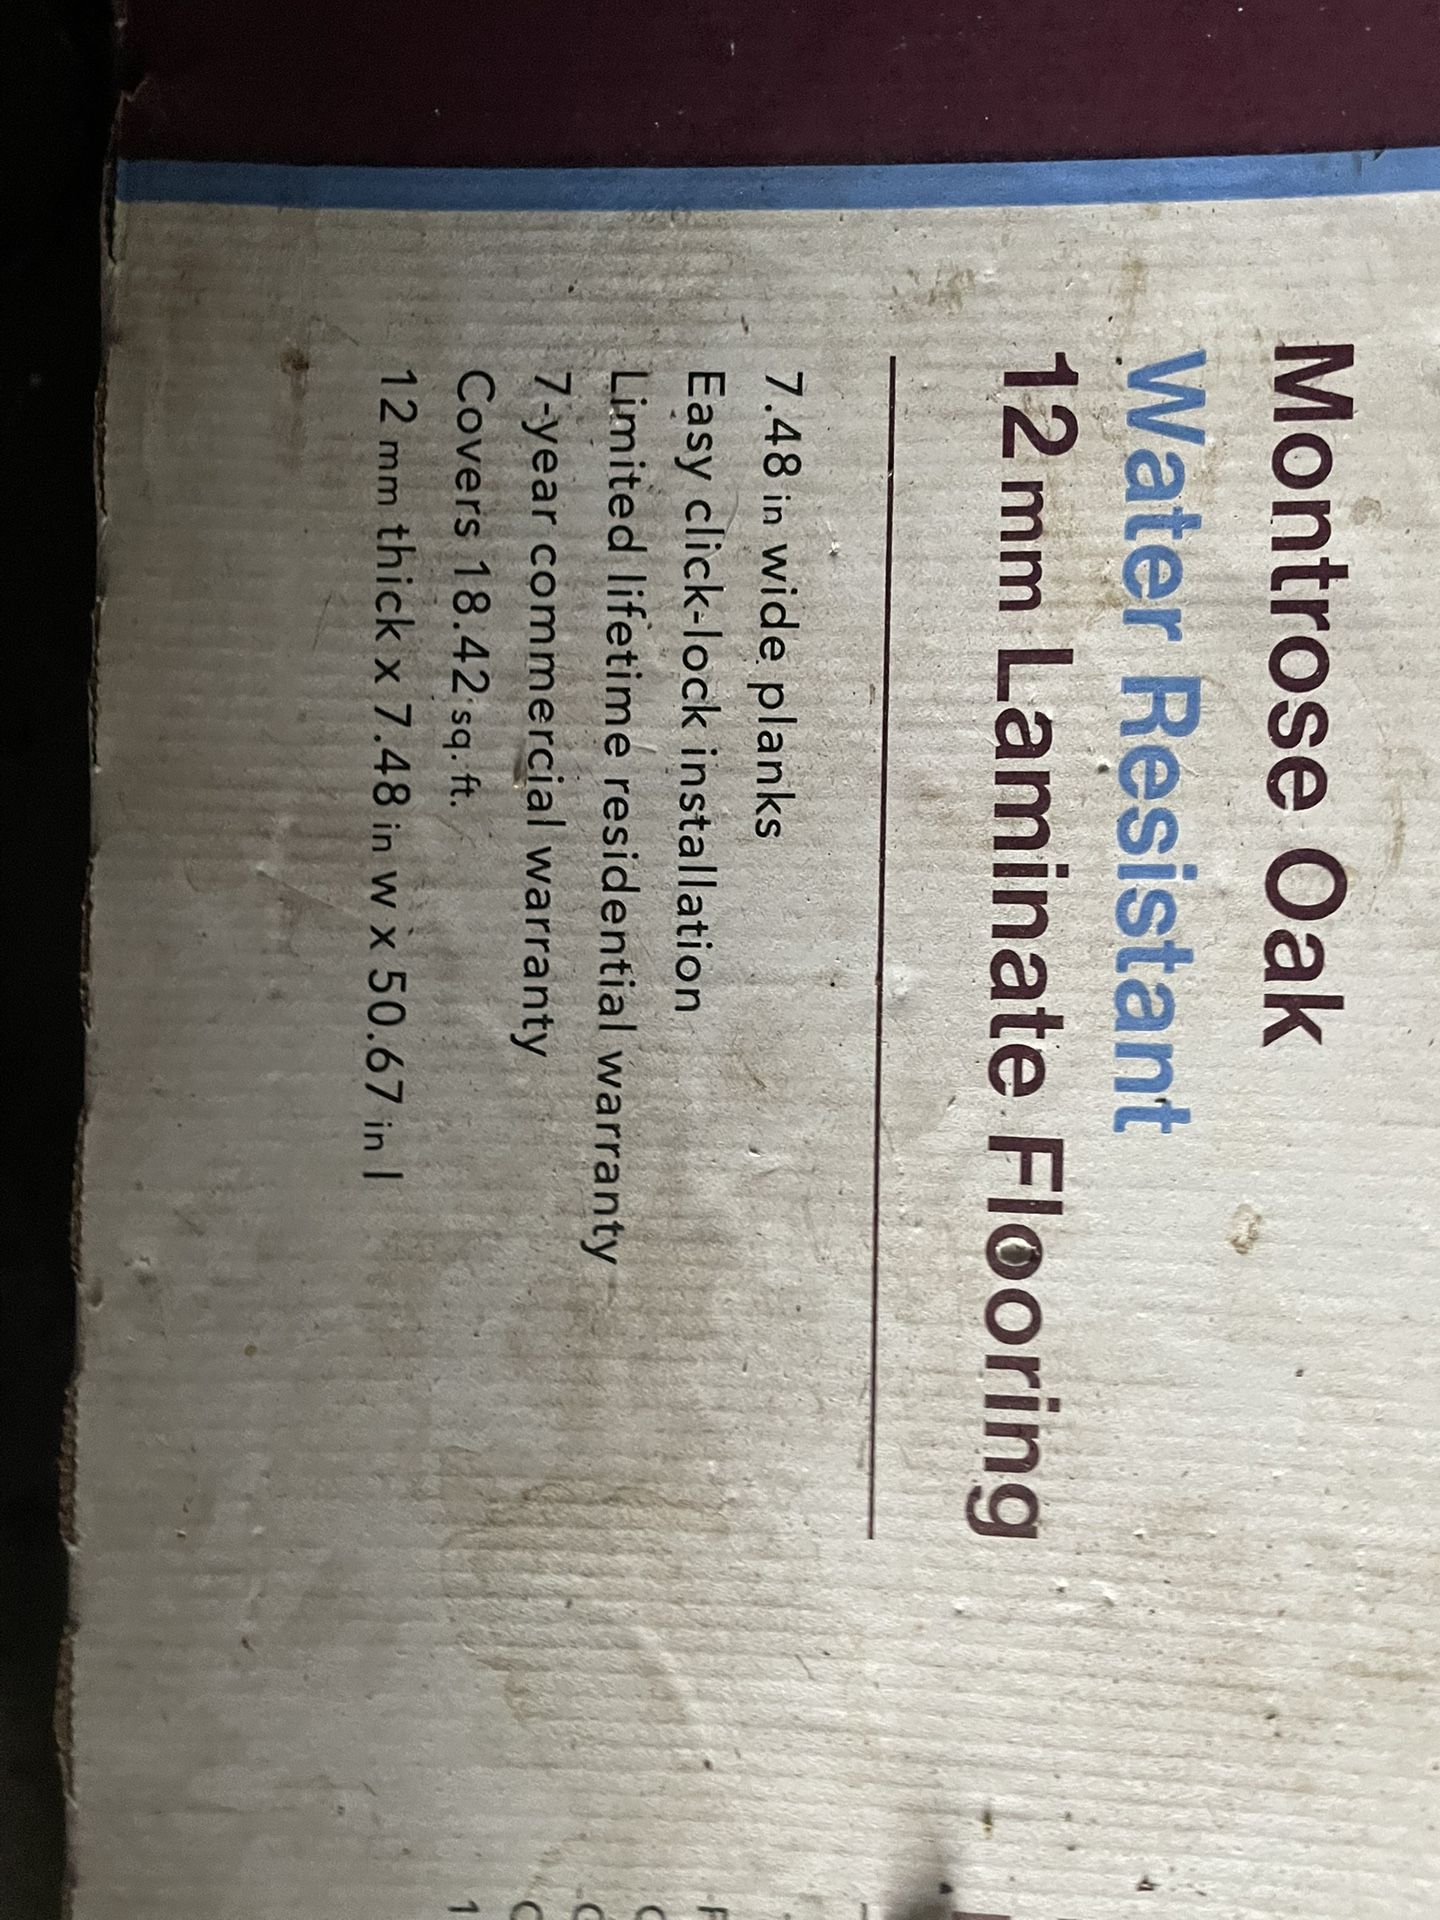 Montrose Oak
Water Resistant
12 mm Laminate Flooring
7.48 in wide planks
Easy click-lock installation
Limited lifetime residential warranty
7-year commercial warranty
Covers 18.42 sq. ft.
12 mm thick x 7.48 in w x 50.67 in l